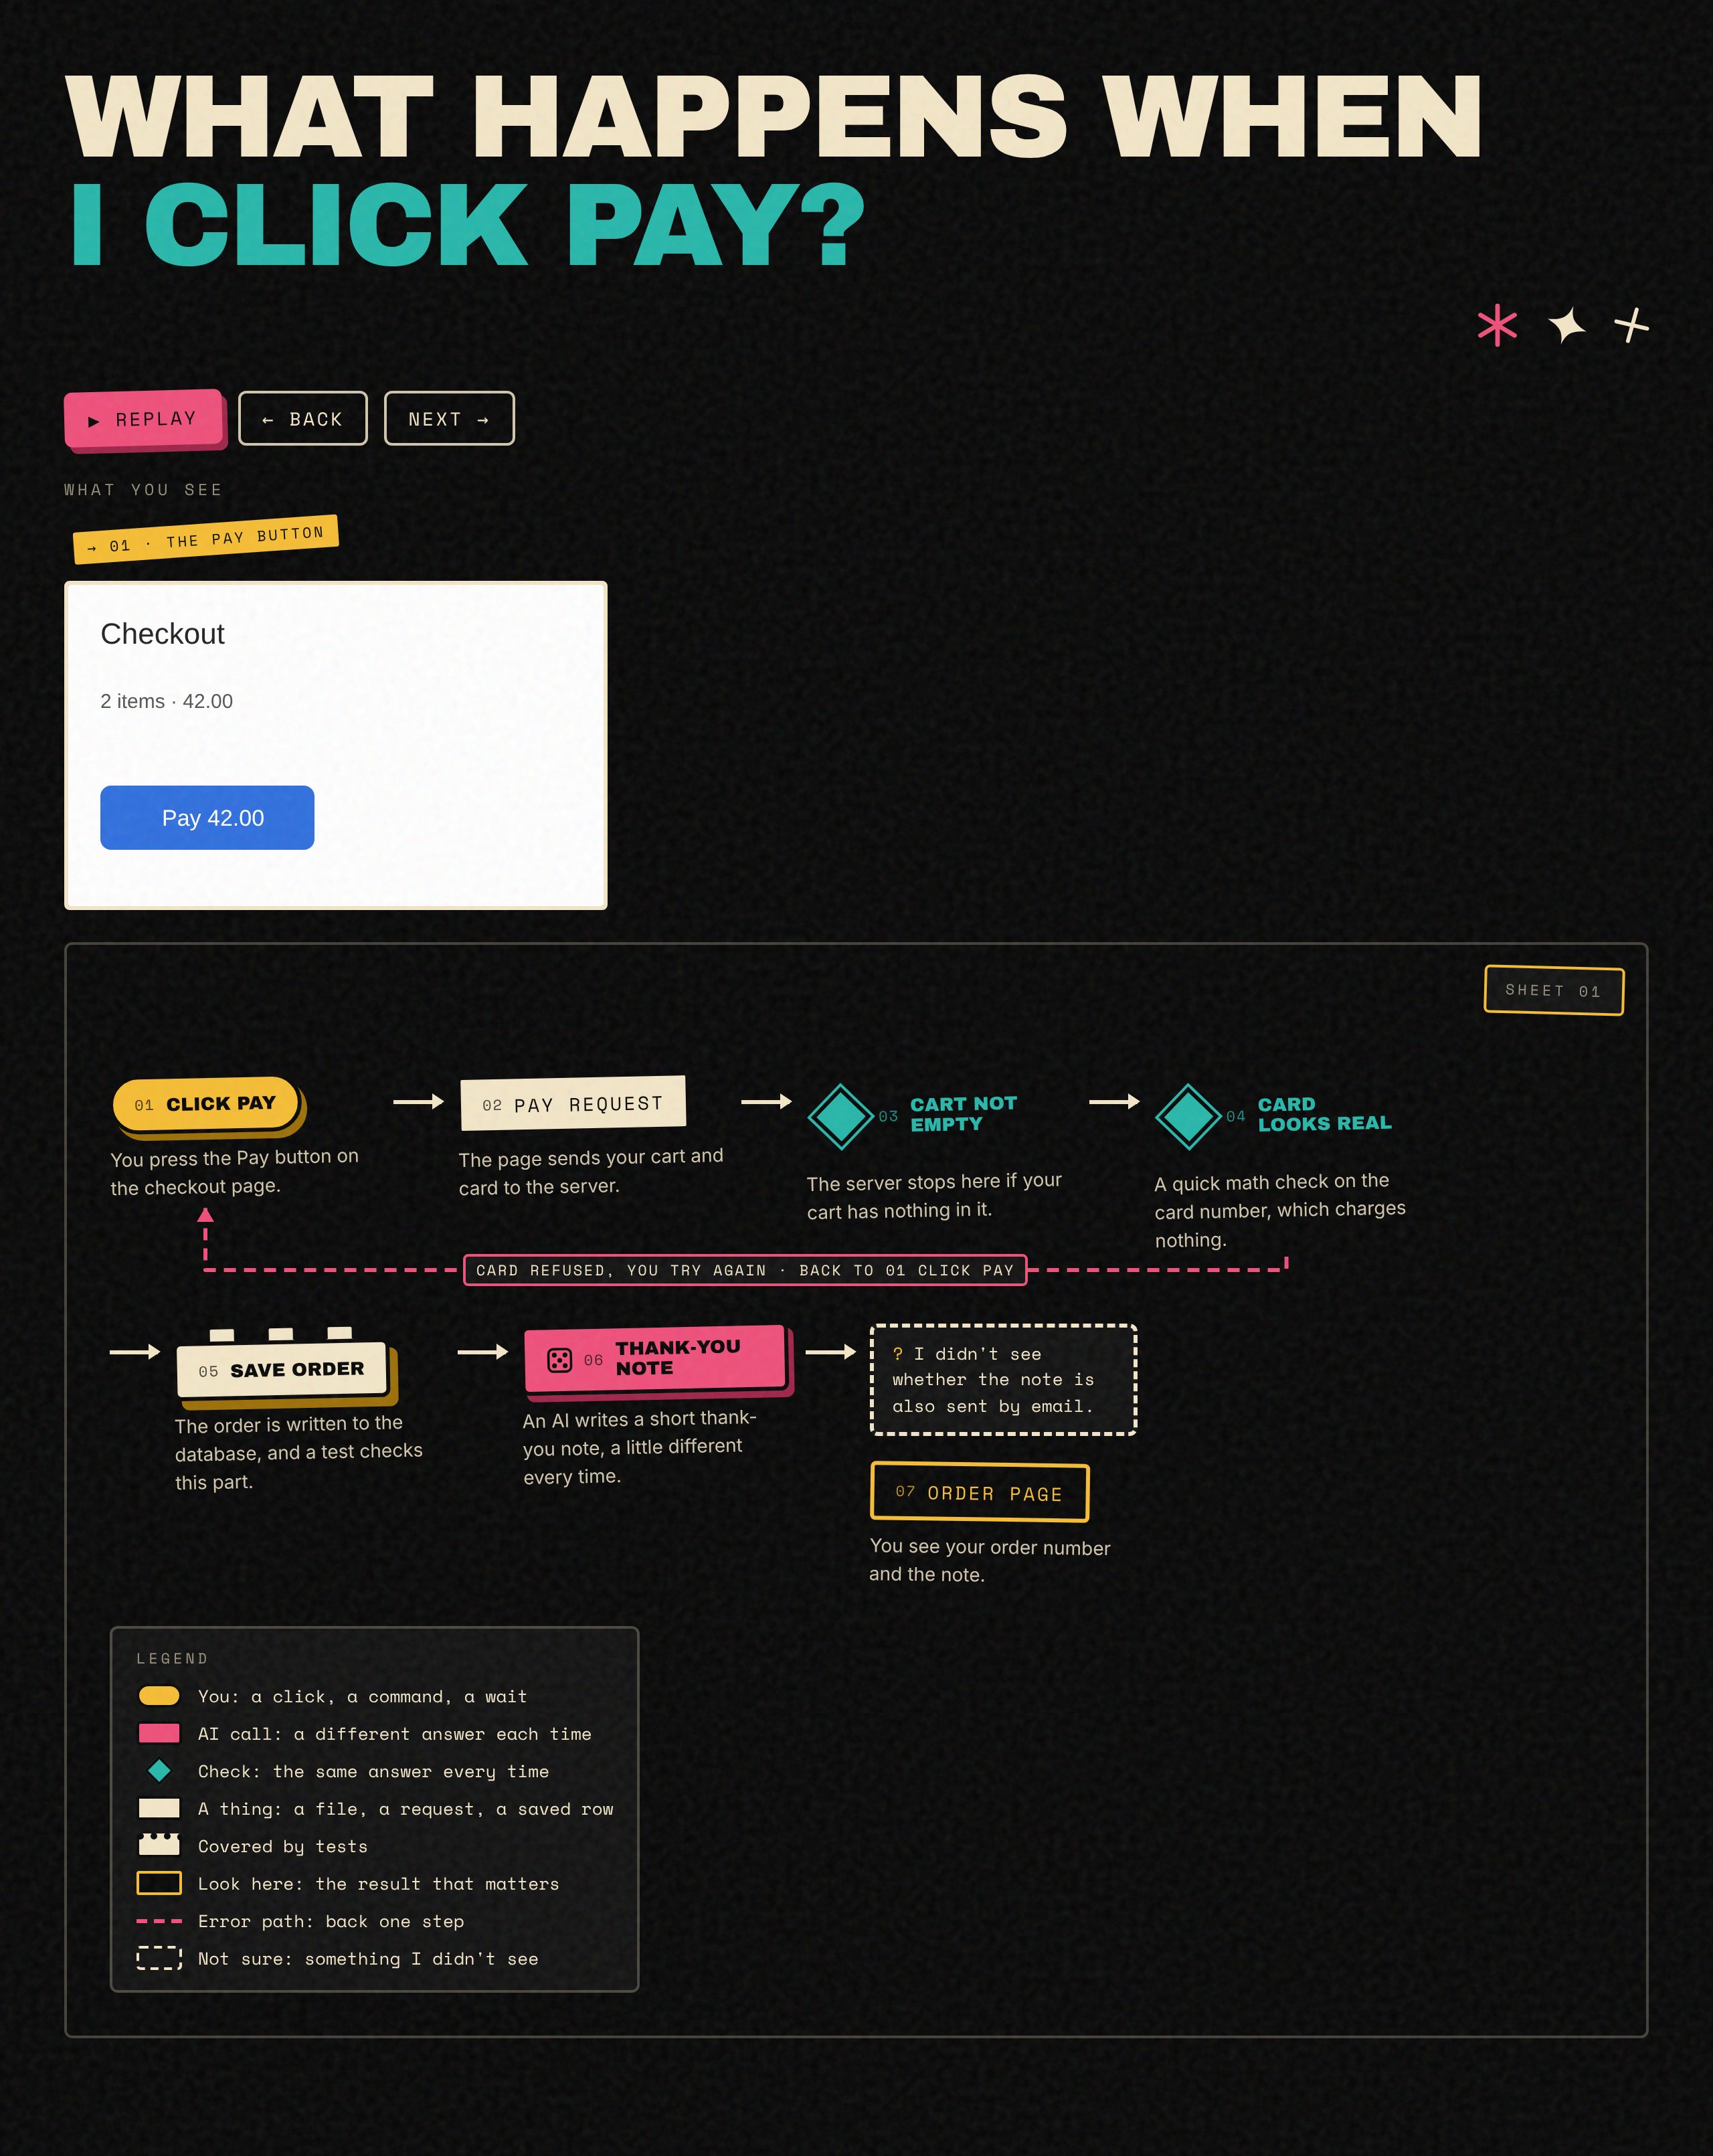 WHAT HAPPENS WHEN
I CLICK PAY?
▶ REPLAY
← BACK
NEXT →
WHAT YOU SEE
→ 01 · THE PAY BUTTON
Checkout
2 items · 42.00
Pay 42.00
SHEET 01
01 CLICK PAY
You press the Pay button on
the checkout page.
02 PAY REQUEST
The page sends your cart and
card to the server.
03 CART NOT
EMPTY
The server stops here if your
cart has nothing in it.
04 CARD
LOOKS REAL
A quick math check on the
card number, which charges
nothing.
CARD REFUSED, YOU TRY AGAIN · BACK TO 01 CLICK PAY
05 SAVE ORDER
The order is written to the
database, and a test checks
this part.
06 THANK-YOU
NOTE
An AI writes a short thank-
you note, a little different
every time.
? I didn't see
whether the note is
also sent by email.
07 ORDER PAGE
You see your order number
and the note.
LEGEND
You: a click, a command, a wait
AI call: a different answer each time
Check: the same answer every time
A thing: a file, a request, a saved row
Covered by tests
Look here: the result that matters
Error path: back one step
Not sure: something I didn't see